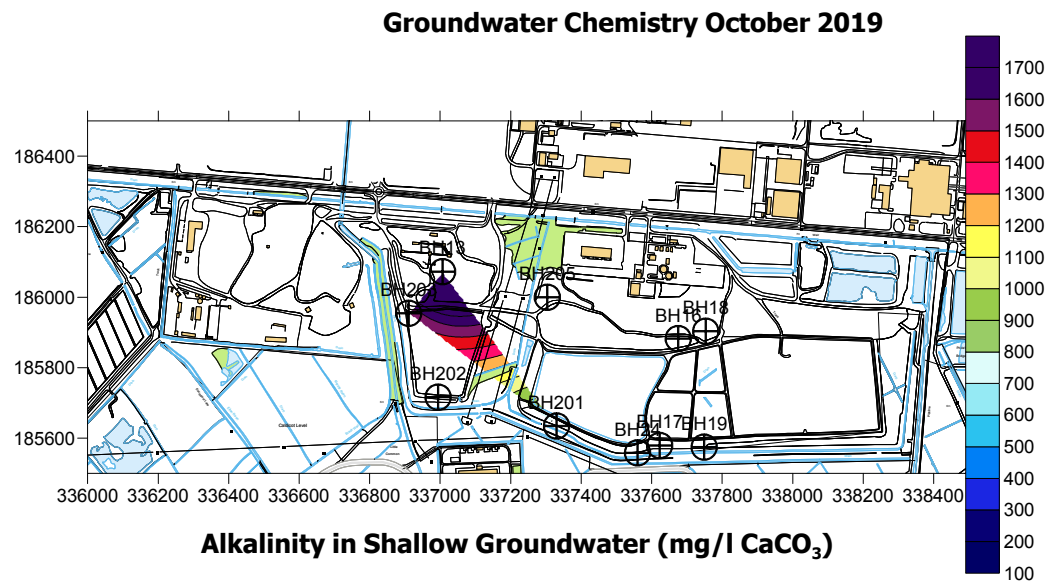 Groundwater Chemistry October 2019
1700
1600
1500
1400
1300
1200
1100
1000
900
800
700
600
500
400
300
200
100
186400
186200
186000
185800
185600
BH13
BH205
BH18
BH16
BH202
BH201
BH17
BH19
Caldicot Level
336000 336200 336400 336600 336800 337000 337200 337400 337600 337800 338000 338200 338400
Alkalinity in Shallow Groundwater (mg/l CaCO₃)